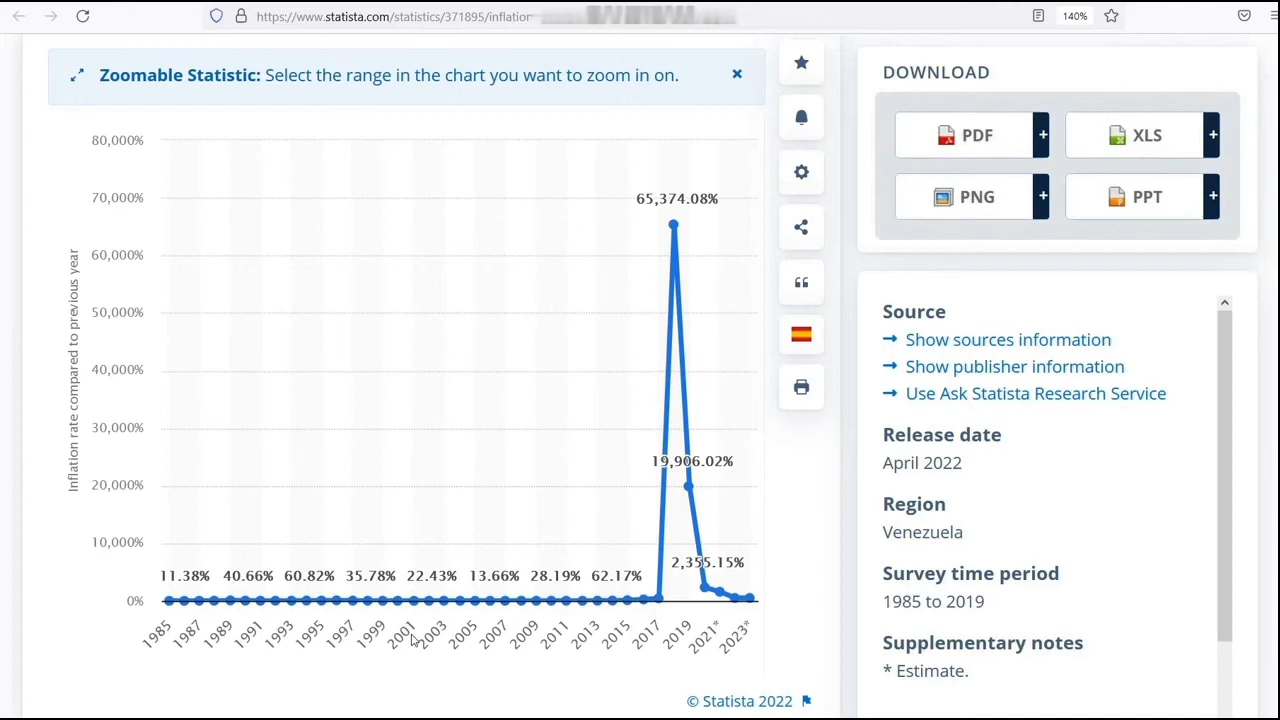 https://www.statista.com/statistics/371895/inflation
140%
Zoomable Statistic: Select the range in the chart you want to zoom in on.
80,000%
70,000%
60,000%
50,000%
40,000%
30,000%
20,000%
10,000%
0%
Inflation rate compared to previous year
65,374.08%
19,906.02%
2,355.15%
11.38% 40.66% 60.82% 35.78% 22.43% 13.66% 28.19% 62.17%
1985 1987 1989 1991 1993 1995 1997 1999 2001 2003 2005 2007 2009 2011 2013 2015 2017 2019 2021* 2023*
© Statista 2022
DOWNLOAD
PDF +
XLS +
PNG +
PPT +
Source
Show sources information
Show publisher information
Use Ask Statista Research Service
Release date
April 2022
Region
Venezuela
Survey time period
1985 to 2019
Supplementary notes
* Estimate.